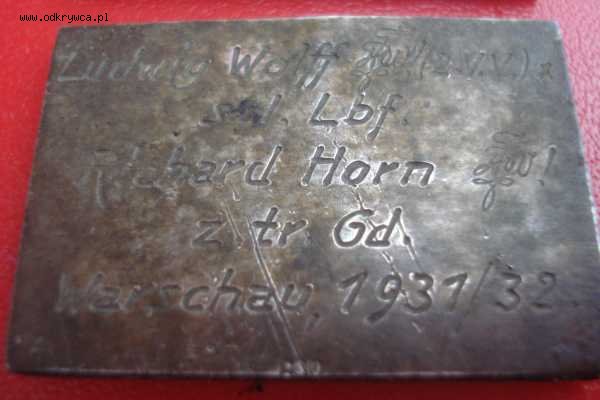 www.odkrywca.pl
Ludwig Wolff (z.V.V.) x
s/l. Lbf.
Richard Horn !
z. tr. Gd.
Warschau, 1931/32